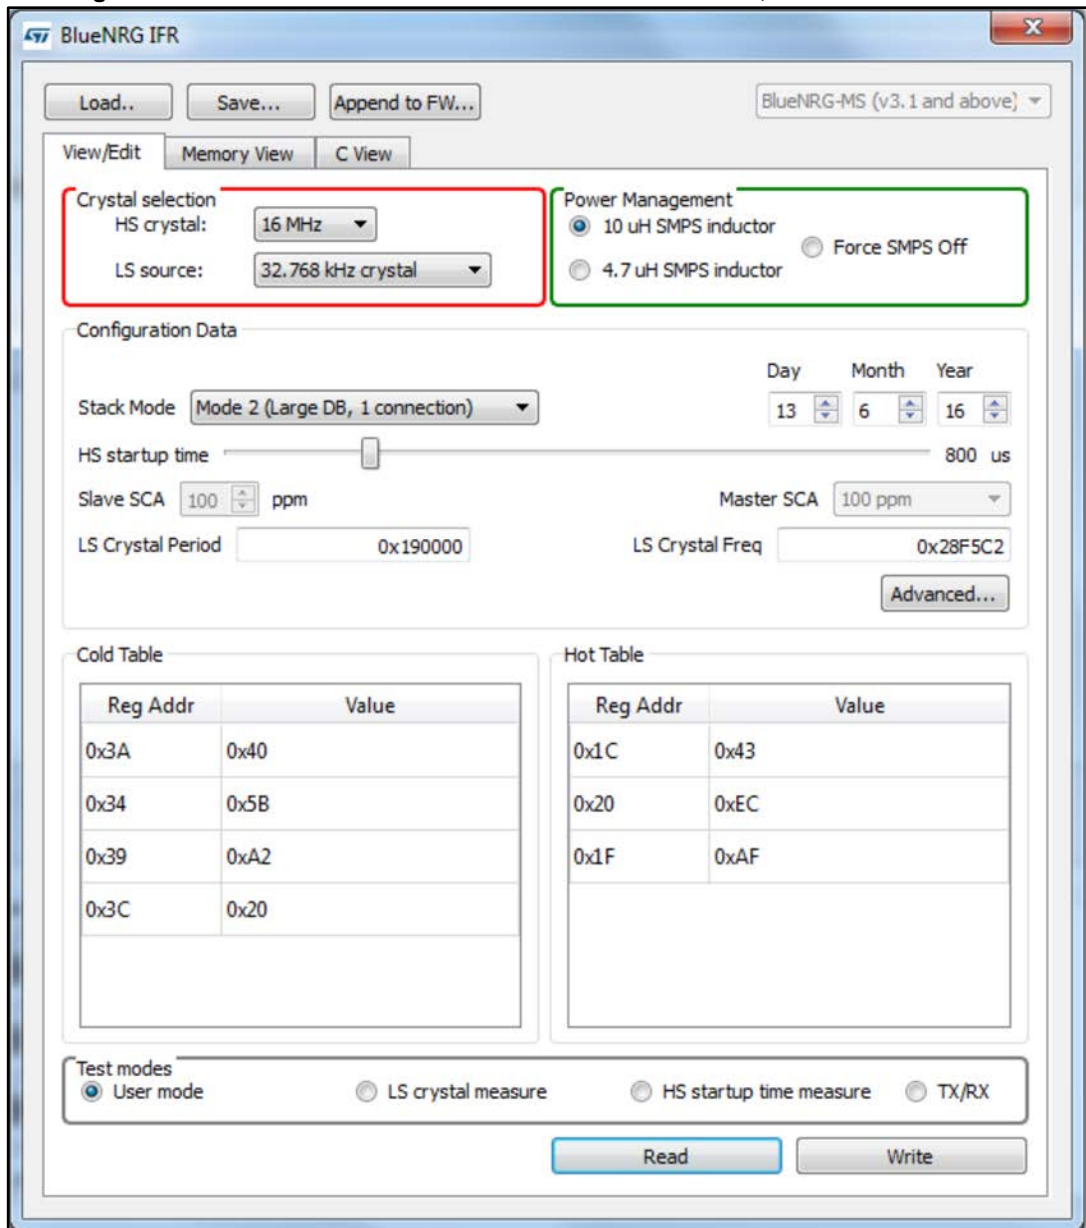 BlueNRG IFR
Load.. Save... Append to FW... BlueNRG-MS (v3.1 and above)
View/Edit Memory View C View
Crystal selection
HS crystal: 16 MHz
LS source: 32.768 kHz crystal
Power Management
10 uH SMPS inductor
4.7 uH SMPS inductor
Force SMPS Off
Configuration Data
Day Month Year
Stack Mode Mode 2 (Large DB, 1 connection) 13 6 16
HS startup time 800 us
Slave SCA 100 ppm Master SCA 100 ppm
LS Crystal Period 0x190000 LS Crystal Freq 0x28F5C2
Advanced...
Cold Table
Reg Addr Value
0x3A 0x40
0x34 0x5B
0x39 0xA2
0x3C 0x20
Hot Table
Reg Addr Value
0x1C 0x43
0x20 0xEC
0x1F 0xAF
Test modes
User mode LS crystal measure HS startup time measure TX/RX
Read Write